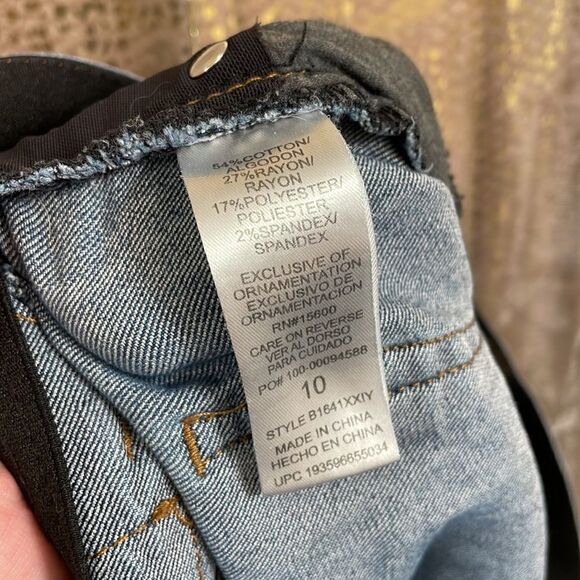 54%COTTON/
ALGODON
27%RAYON/
RAYON
17%POLYESTER/
POLIESTER
2%SPANDEX/
SPANDEX
EXCLUSIVE OF
ORNAMENTATION
EXCLUSIVO DE
ORNAMENTACIÓN
RN#15600
CARE ON REVERSE
VER AL DORSO
PARA CUIDADO
PO# 100-00094588
10
STYLE B1641XXIY
MADE IN CHINA
HECHO EN CHINA
UPC 193596655034